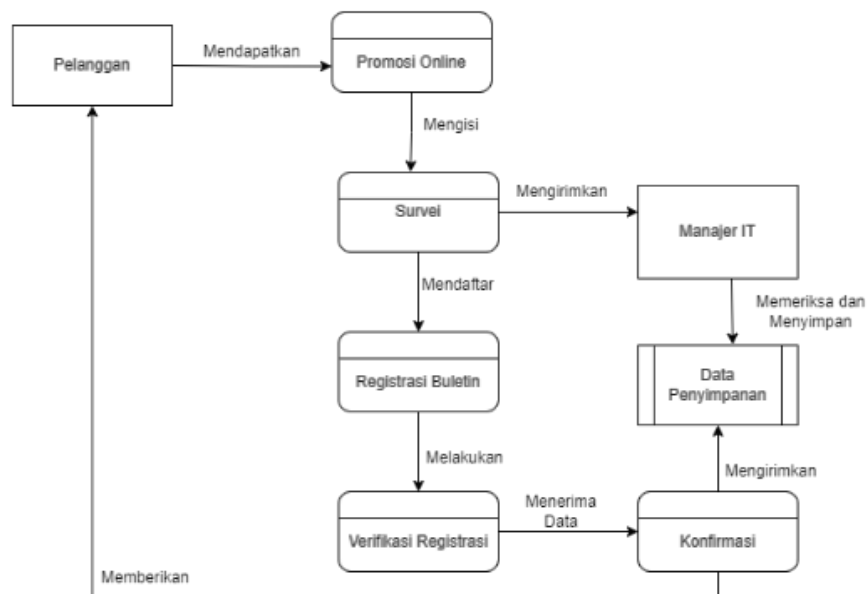 Pelanggan
Mendapatkan
Promosi Online
Mengisi
Survei
Mengirimkan
Manajer IT
Mendaftar
Memeriksa dan
Menyimpan
Registrasi Buletin
Data
Penyimpanan
Melakukan
Mengirimkan
Verifikasi Registrasi
Menerima
Data
Konfirmasi
Memberikan